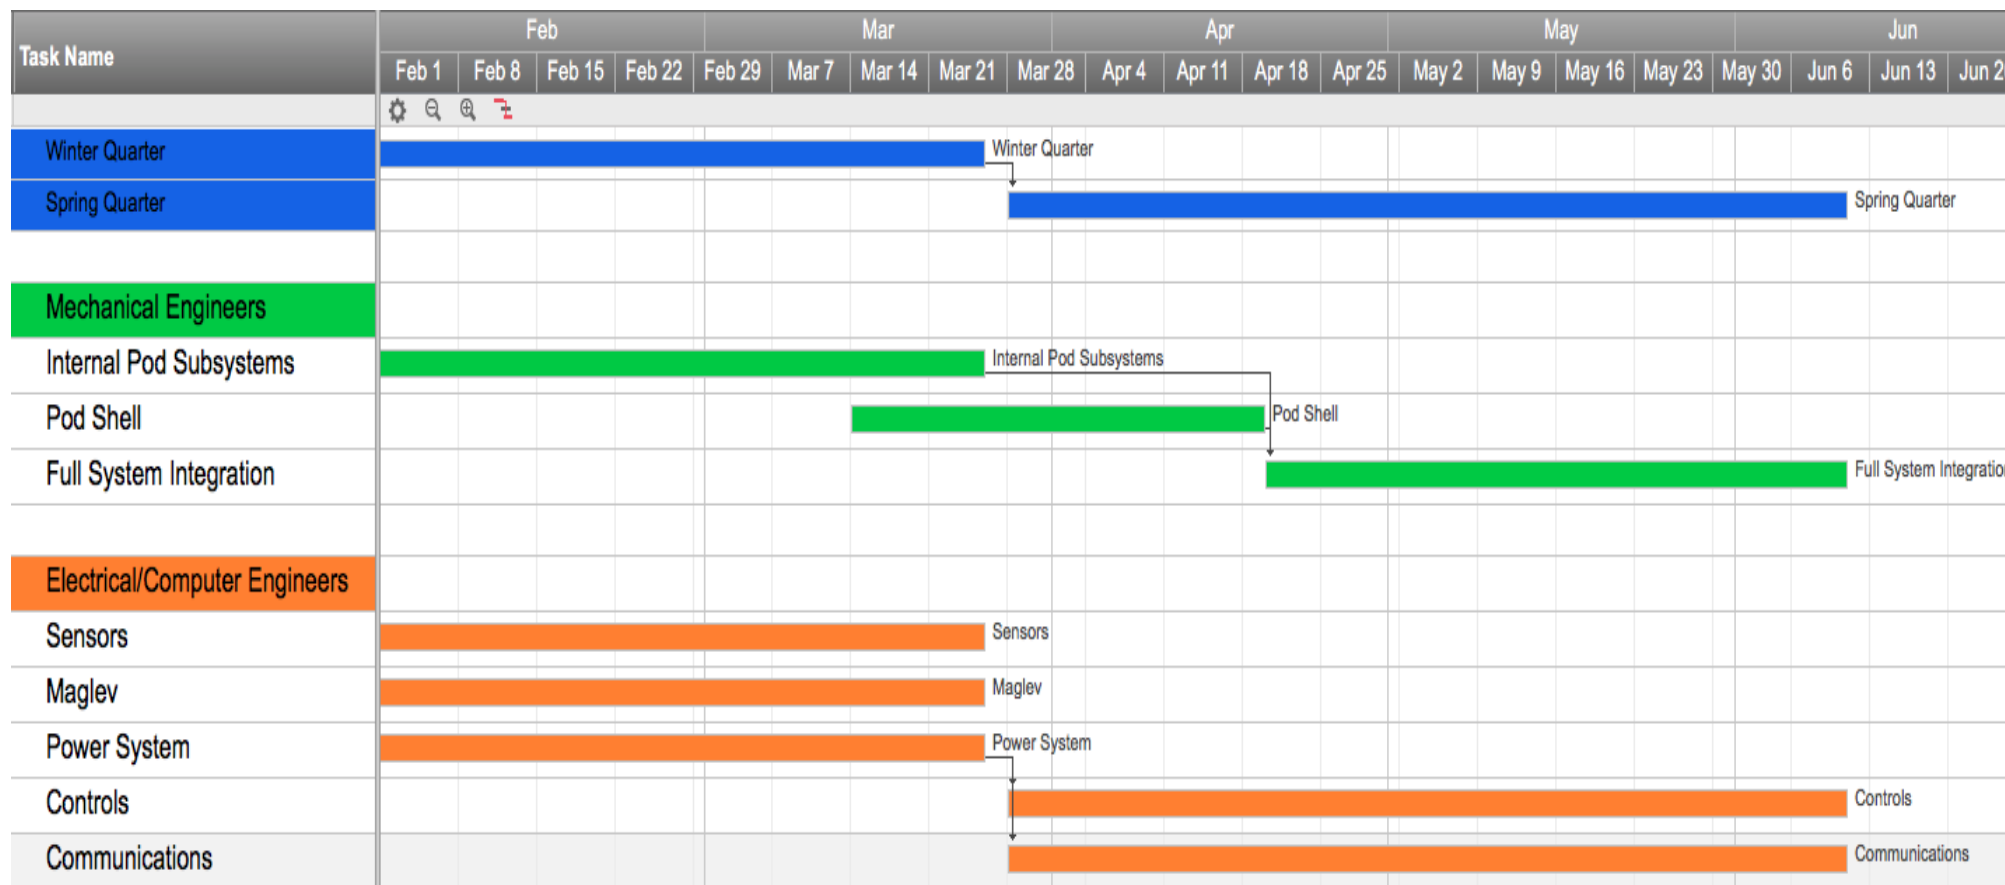 Task Name
Feb Mar Apr May Jun
Feb 1 Feb 8 Feb 15 Feb 22 Feb 29 Mar 7 Mar 14 Mar 21 Mar 28 Apr 4 Apr 11 Apr 18 Apr 25 May 2 May 9 May 16 May 23 May 30 Jun 6 Jun 13 Jun 2
Winter Quarter Winter Quarter
Spring Quarter Spring Quarter
Mechanical Engineers
Internal Pod Subsystems Internal Pod Subsystems
Pod Shell Pod Shell
Full System Integration Full System Integration
Electrical/Computer Engineers
Sensors Sensors
Maglev Maglev
Power System Power System
Controls Controls
Communications Communications